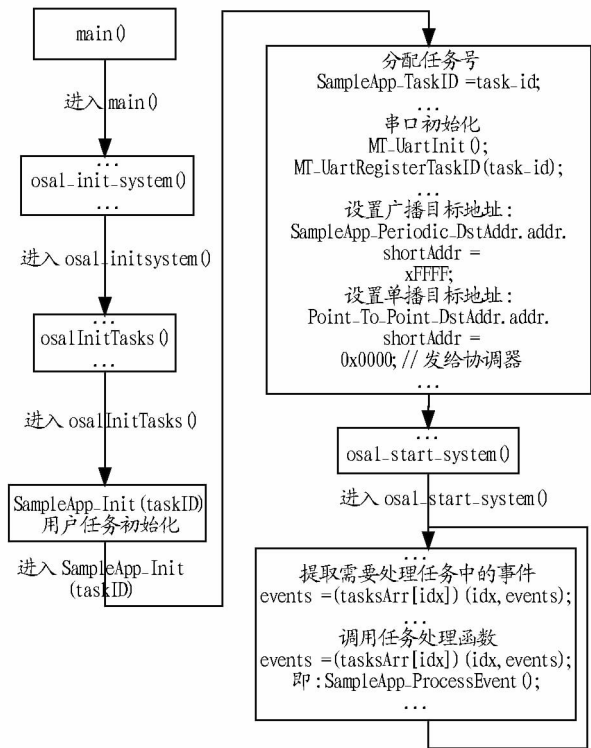 main()
进入 main()
...
osal_init_system()
...
进入 osal_initsystem()
...
osalInitTasks()
...
进入 osalInitTasks()
SampleApp_Init(taskID)
用户任务初始化
进入 SampleApp_Init
(taskID)
分配任务号
SampleApp_TaskID =task_id;
...
串口初始化
MT_UartInit();
MT_UartRegisterTaskID(task_id);
...
设置广播目标地址:
SampleApp_Periodic_DstAddr.addr.
shortAddr =
xFFFF;
设置单播目标地址:
Point_To_Point_DstAddr.addr.
shortAddr =
0x0000; // 发给协调器
...
...
osal_start_system()
进入 osal_start_system()
...
提取需要处理任务中的事件
events =(tasksArr[idx])(idx,events);
...
调用任务处理函数
events =(tasksArr[idx])(idx,events);
即:SampleApp_ProcessEvent();
...